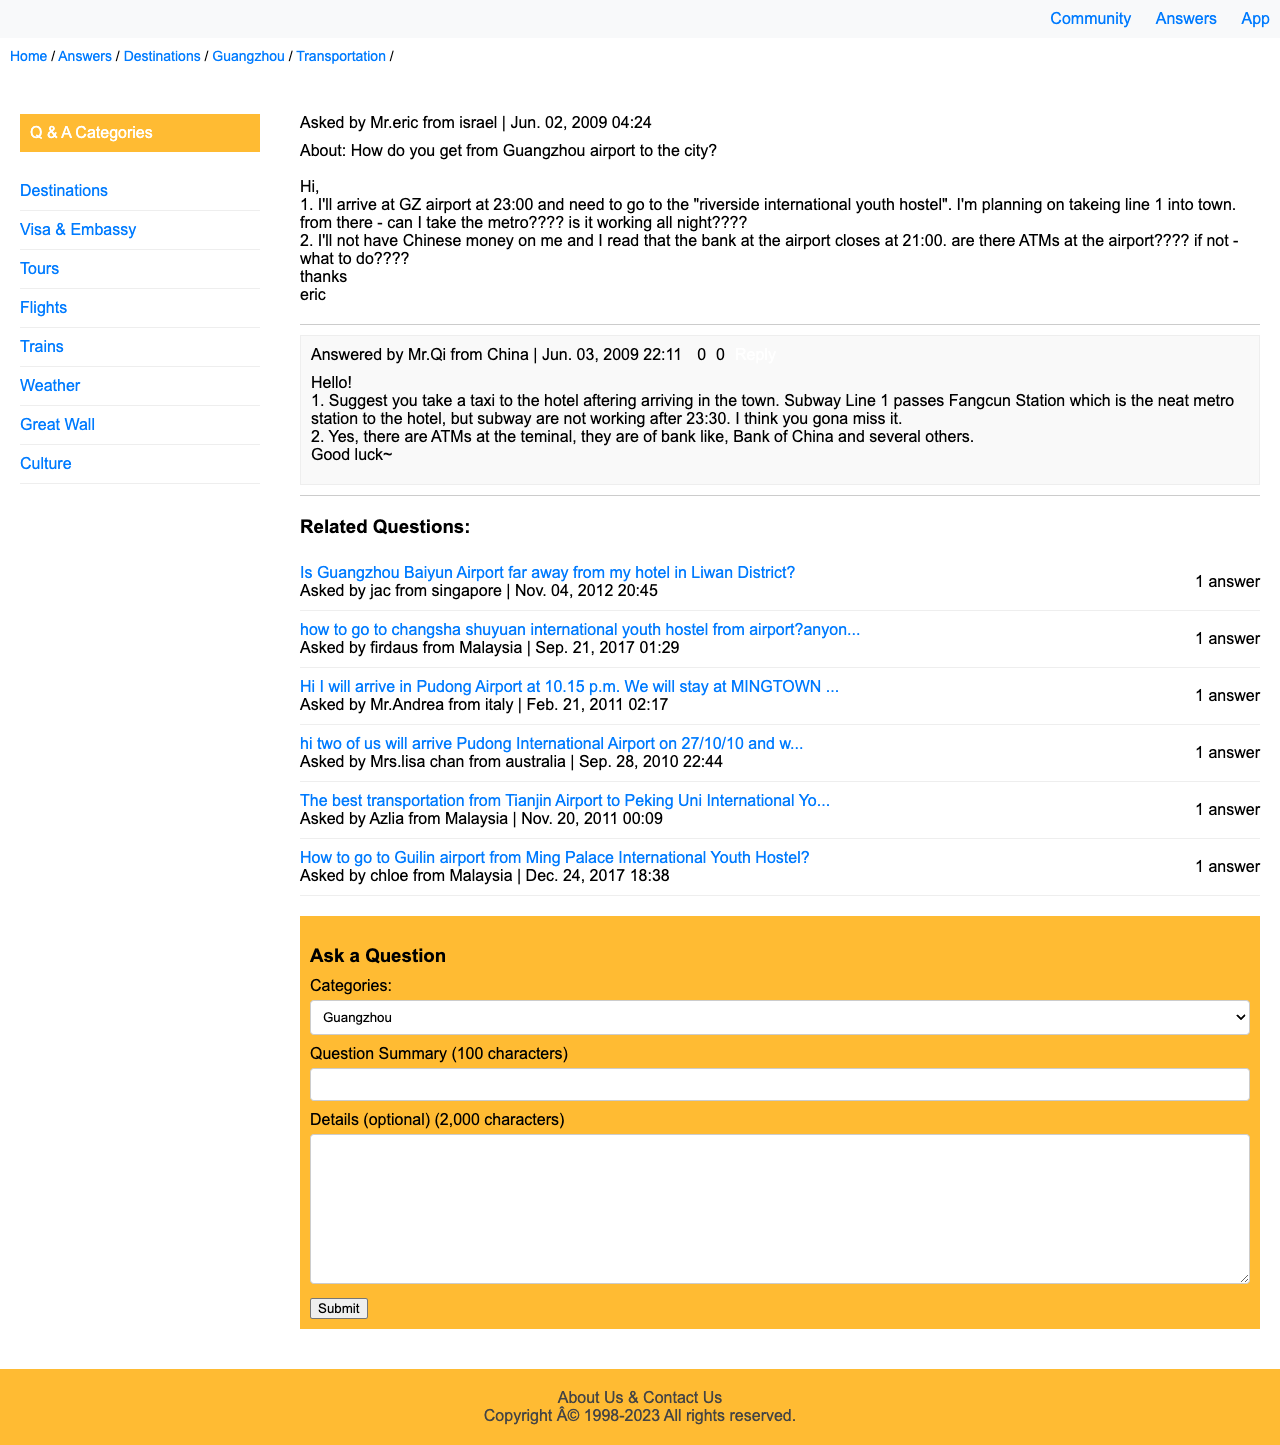 Community Answers App
Home / Answers / Destinations / Guangzhou / Transportation /
Q & A Categories
Destinations
Visa & Embassy
Tours
Flights
Trains
Weather
Great Wall
Culture
Asked by Mr.eric from israel | Jun. 02, 2009 04:24
About: How do you get from Guangzhou airport to the city?
Hi,
1. I'll arrive at GZ airport at 23:00 and need to go to the "riverside international youth hostel". I'm planning on takeing line 1 into town.
from there - can I take the metro???? is it working all night????
2. I'll not have Chinese money on me and I read that the bank at the airport closes at 21:00. are there ATMs at the airport???? if not -
what to do????
thanks
eric
Answered by Mr.Qi from China | Jun. 03, 2009 22:11 0 0 Reply
Hello!
1. Suggest you take a taxi to the hotel aftering arriving in the town. Subway Line 1 passes Fangcun Station which is the neat metro
station to the hotel, but subway are not working after 23:30. I think you gona miss it.
2. Yes, there are ATMs at the teminal, they are of bank like, Bank of China and several others.
Good luck~
Related Questions:
Is Guangzhou Baiyun Airport far away from my hotel in Liwan District?
Asked by jac from singapore | Nov. 04, 2012 20:45
1 answer
how to go to changsha shuyuan international youth hostel from airport?anyon...
Asked by firdaus from Malaysia | Sep. 21, 2017 01:29
1 answer
Hi I will arrive in Pudong Airport at 10.15 p.m. We will stay at MINGTOWN ...
Asked by Mr.Andrea from italy | Feb. 21, 2011 02:17
1 answer
hi two of us will arrive Pudong International Airport on 27/10/10 and w...
Asked by Mrs.lisa chan from australia | Sep. 28, 2010 22:44
1 answer
The best transportation from Tianjin Airport to Peking Uni International Yo...
Asked by Azlia from Malaysia | Nov. 20, 2011 00:09
1 answer
How to go to Guilin airport from Ming Palace International Youth Hostel?
Asked by chloe from Malaysia | Dec. 24, 2017 18:38
1 answer
Ask a Question
Categories:
Guangzhou
Question Summary (100 characters)
Details (optional) (2,000 characters)
Submit
About Us & Contact Us
Copyright Â© 1998-2023 All rights reserved.